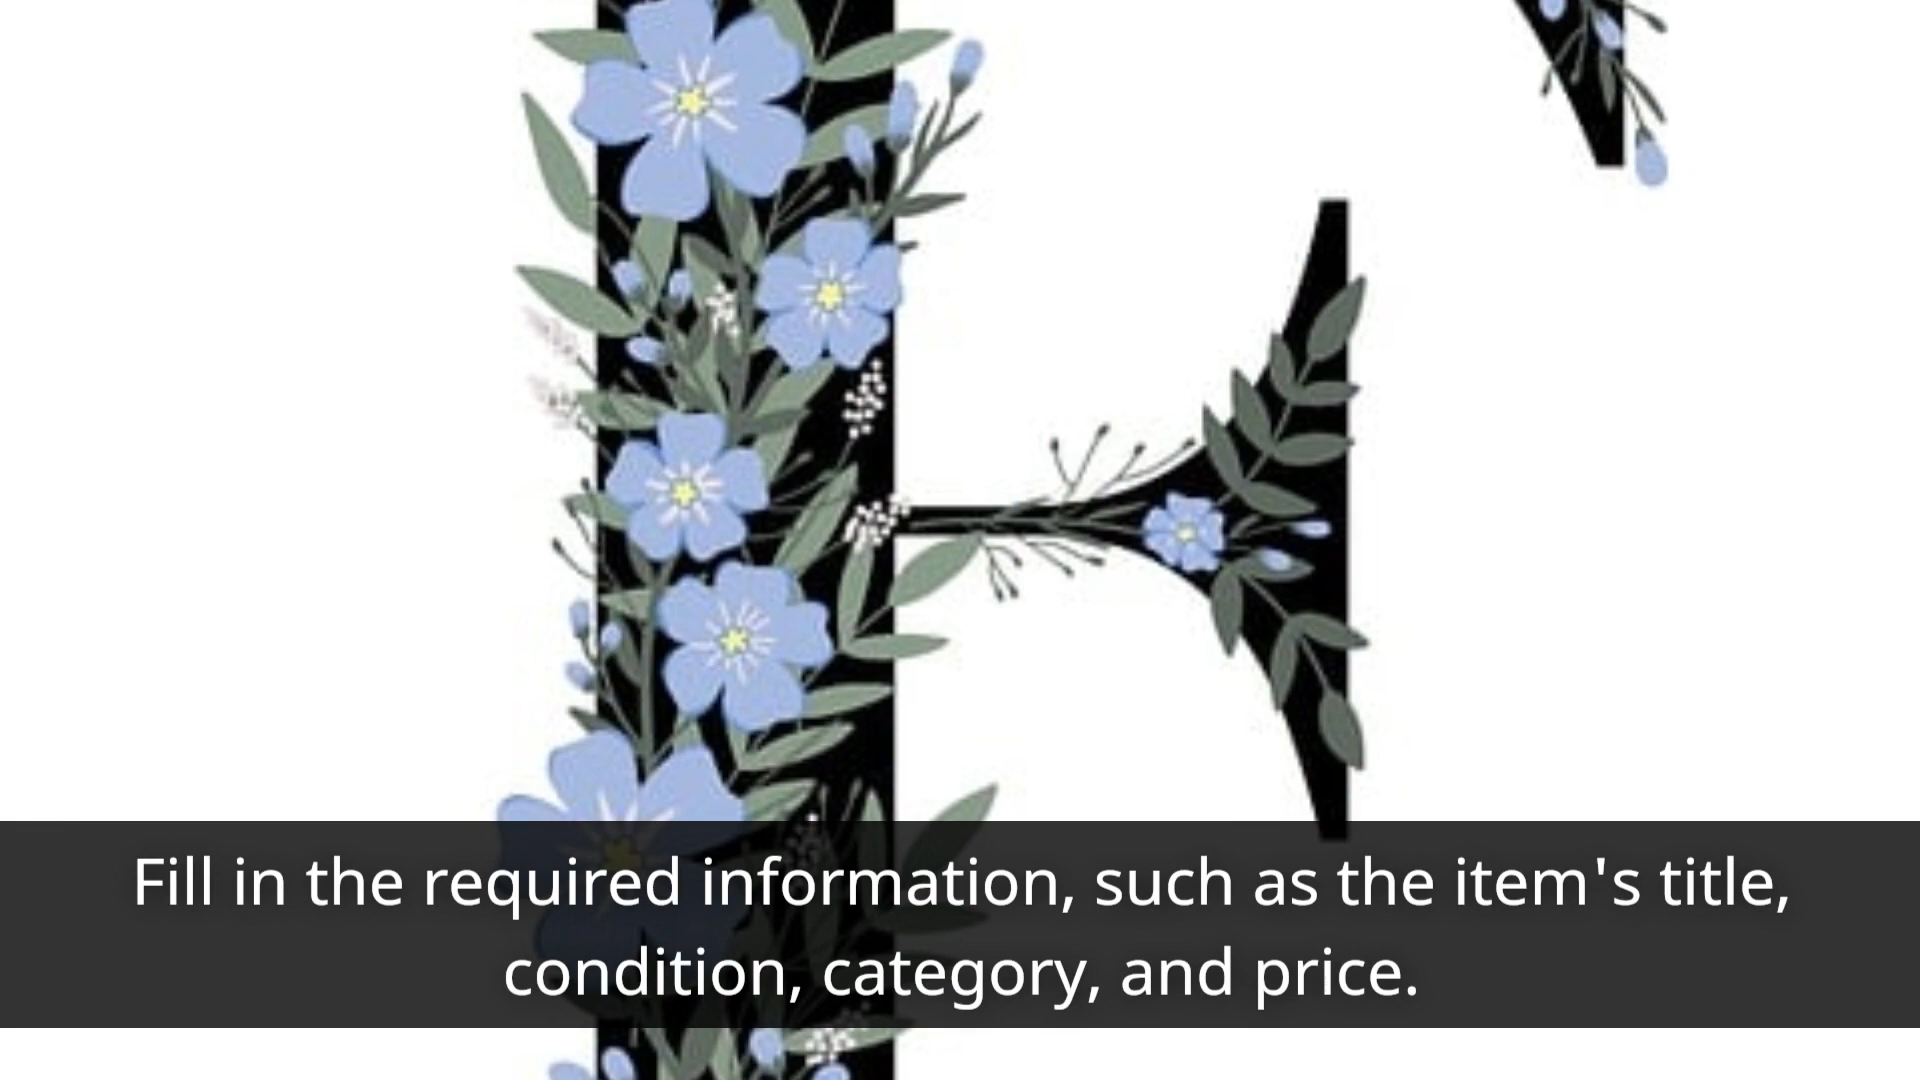 Fill in the required information, such as the item's title,
condition, category, and price.